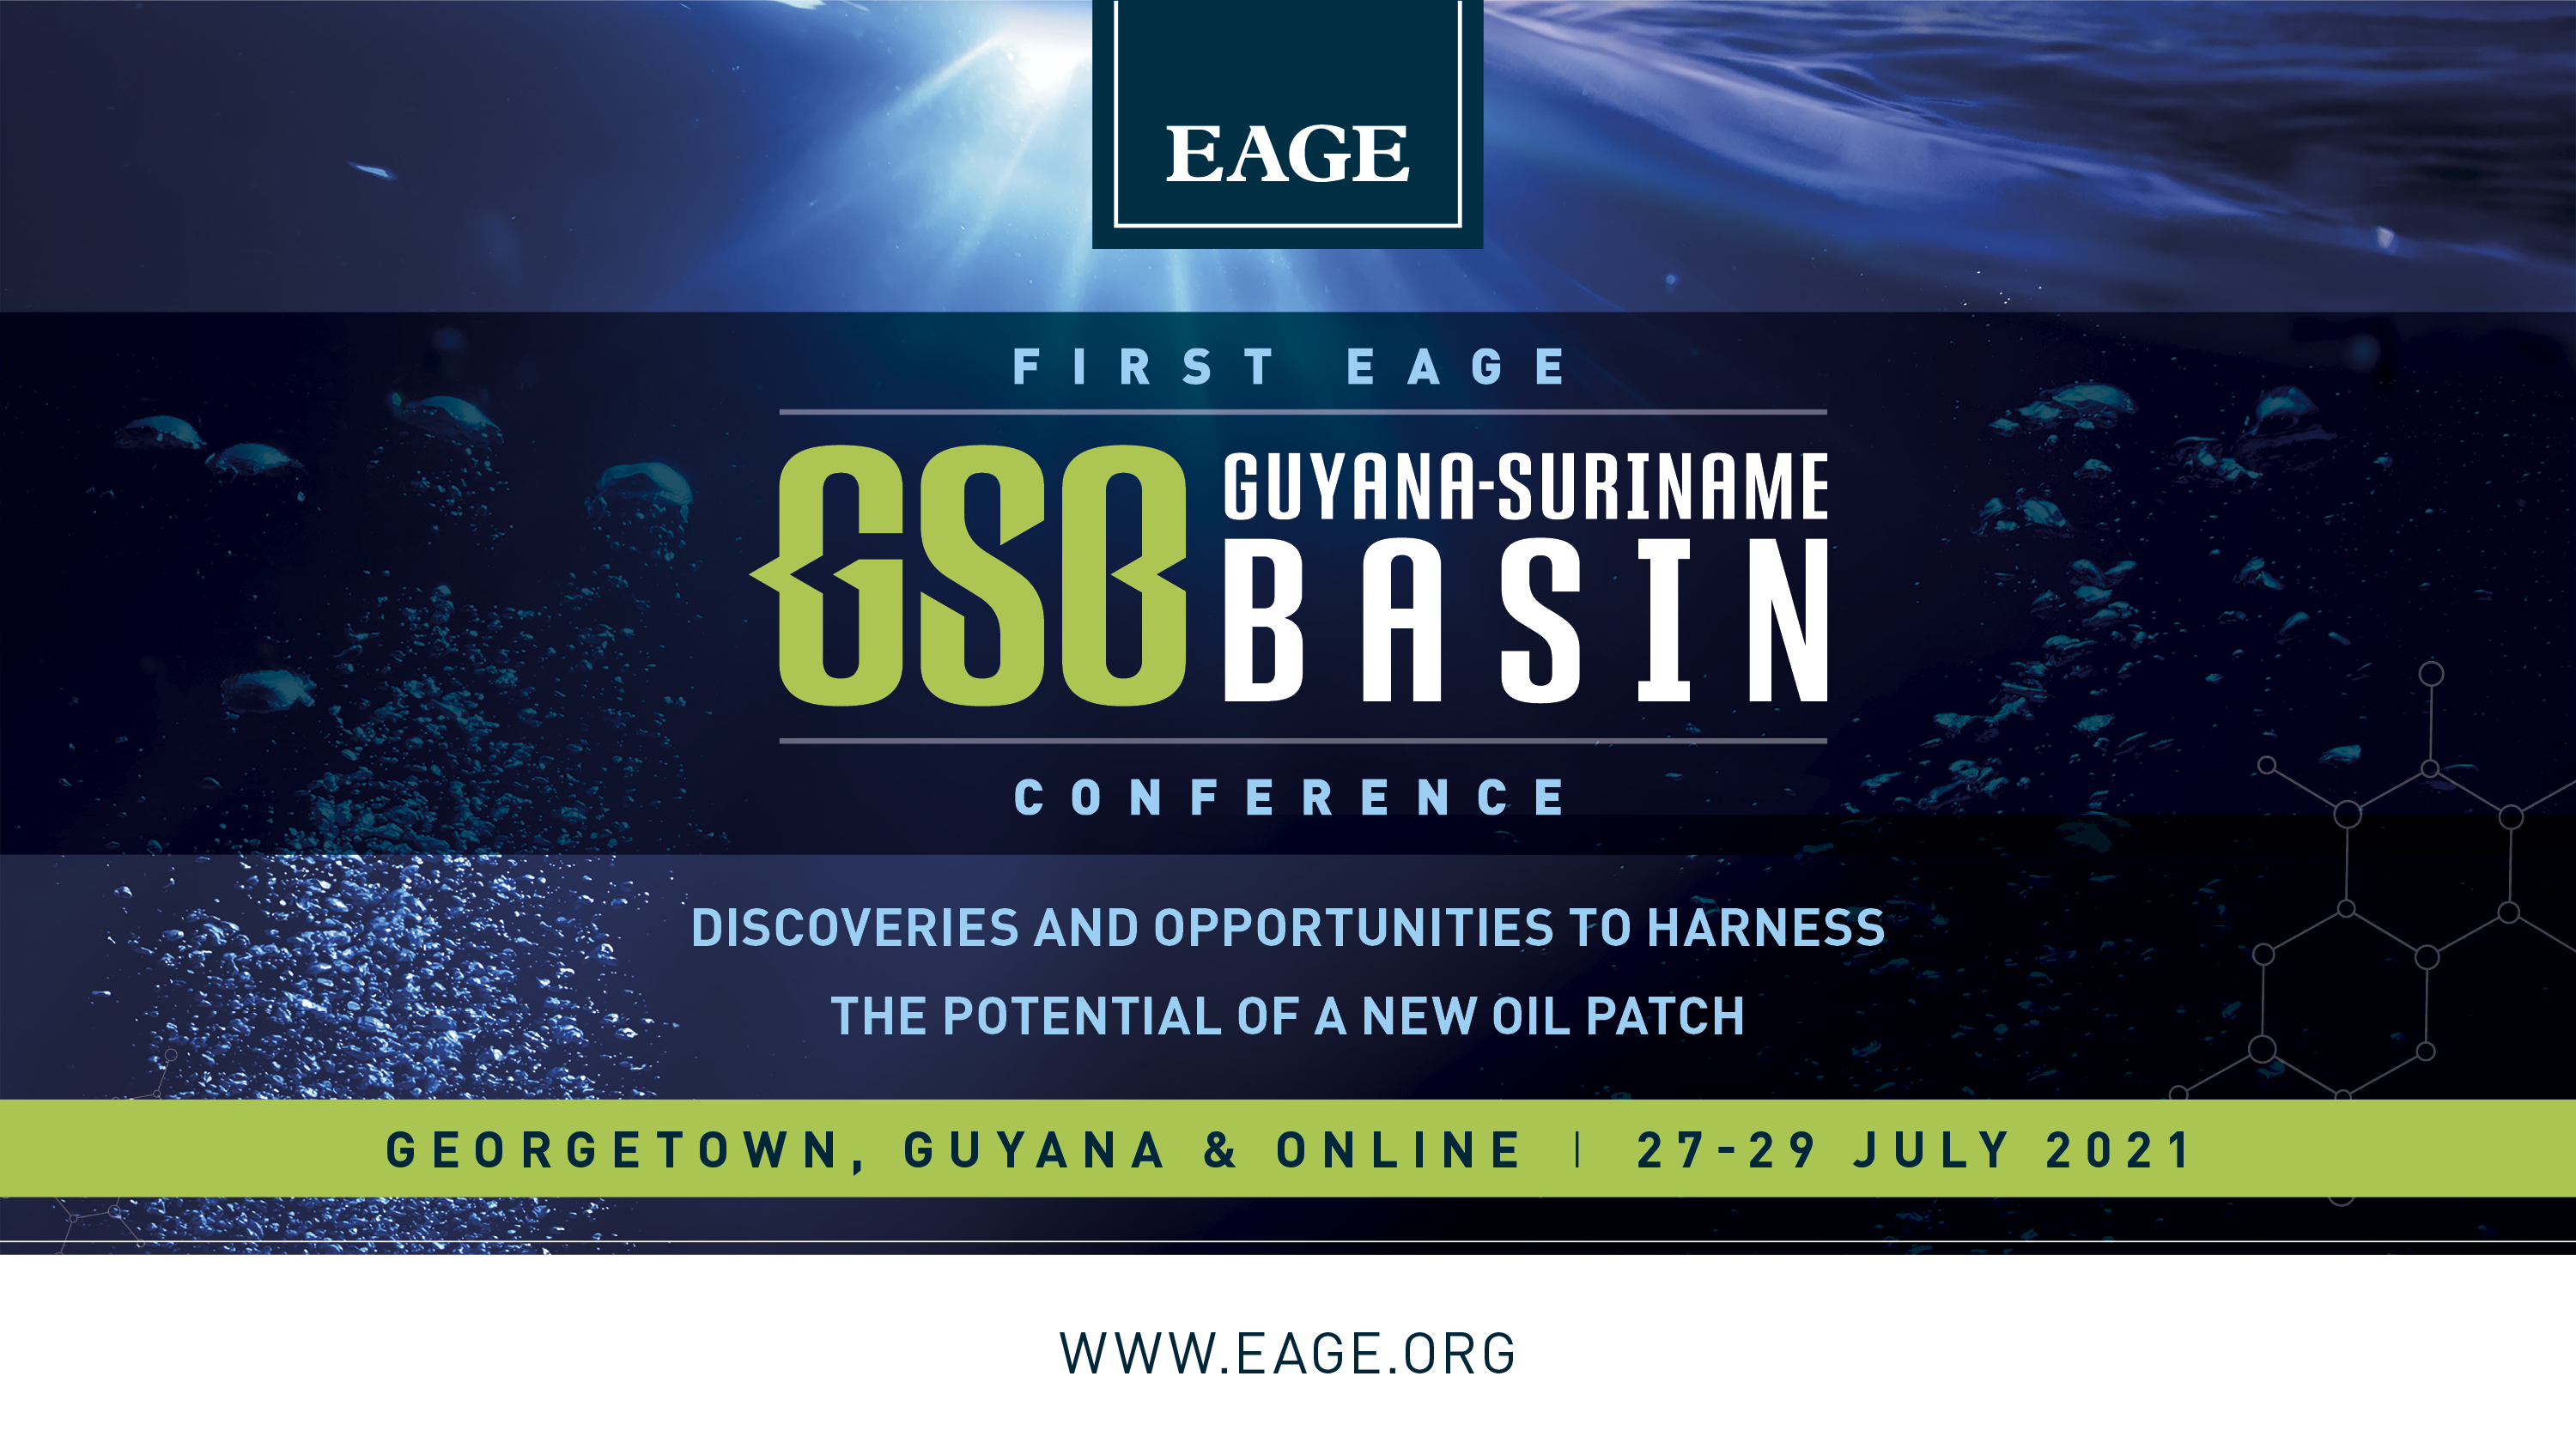 EAGE
FIRST EAGE
GSB
GUYANA-SURINAME
BASIN
CONFERENCE
DISCOVERIES AND OPPORTUNITIES TO HARNESS
THE POTENTIAL OF A NEW OIL PATCH
GEORGETOWN, GUYANA & ONLINE | 27-29 JULY 2021
WWW.EAGE.ORG